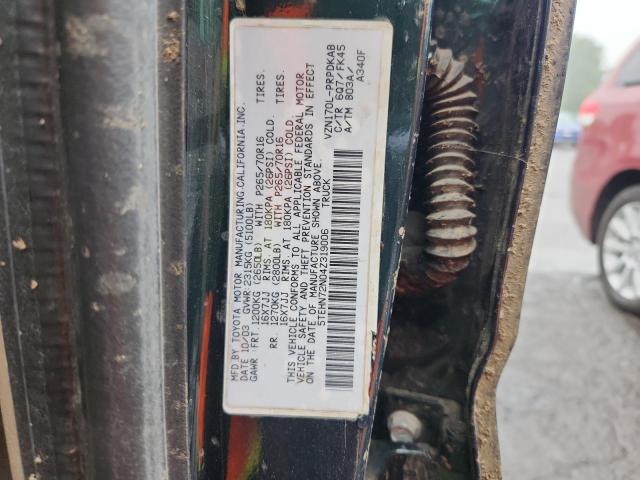 MFD.BY TOYOTA MOTOR MANUFACTURING.CALIFORNIA.INC.
DATE 10/03 GVWR:2315KG(5100LB)
GAWR :FRT 1200KG (2650LB) WITH P265/70R16 TIRES.
16X7JJ RIMS. AT 180KPA (26PSI) COLD.
RR. 1270KG (2800LB) WITH P265/70R16 TIRES.
16X7JJ RIMS. AT 180KPA (26PSI) COLD.
THIS VEHICLE CONFORMS TO ALL APPLICABLE FEDERAL MOTOR
VEHICLE SAFETY AND THEFT PREVENTION STANDARDS IN EFFECT
ON THE DATE OF MANUFACTURE SHOWN ABOVE.
5TEHN72N04Z319006 TRUCK
VZN170L-PRPDKAB
C/TR 6Q7/FK45
A/TM B03A/
A340F